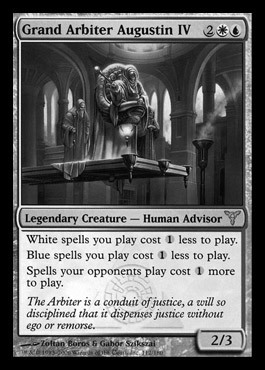 Grand Arbiter Augustin IV 2
Legendary Creature — Human Advisor
White spells you play cost 1 less to play.
Blue spells you play cost 1 less to play.
Spells your opponents play cost 1 more
to play.
The Arbiter is a conduit of justice, a will so
disciplined that it dispenses justice without
ego or remorse.
2/3
Zoltan Boros & Gabor Szikszai